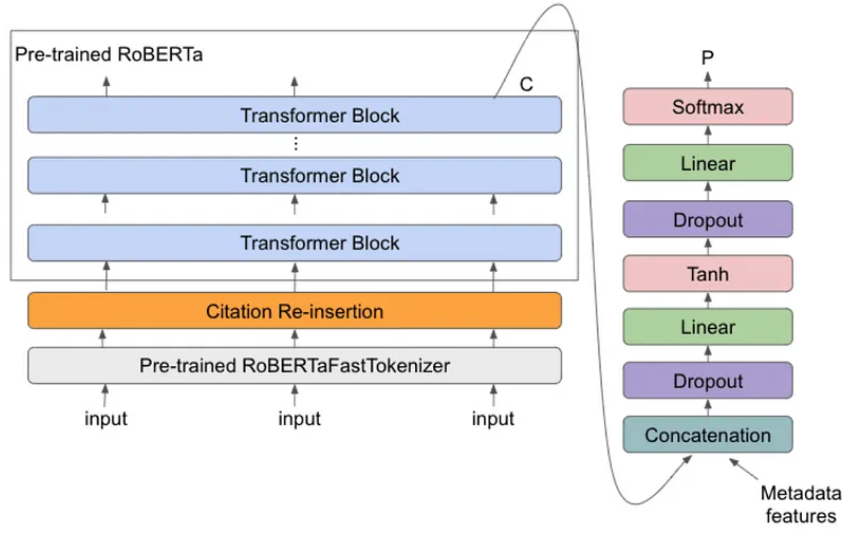 Pre-trained RoBERTa
C
Transformer Block
⋮
Transformer Block
Transformer Block
Citation Re-insertion
Pre-trained RoBERTaFastTokenizer
input input input
P
Softmax
Linear
Dropout
Tanh
Linear
Dropout
Concatenation
Metadata
features